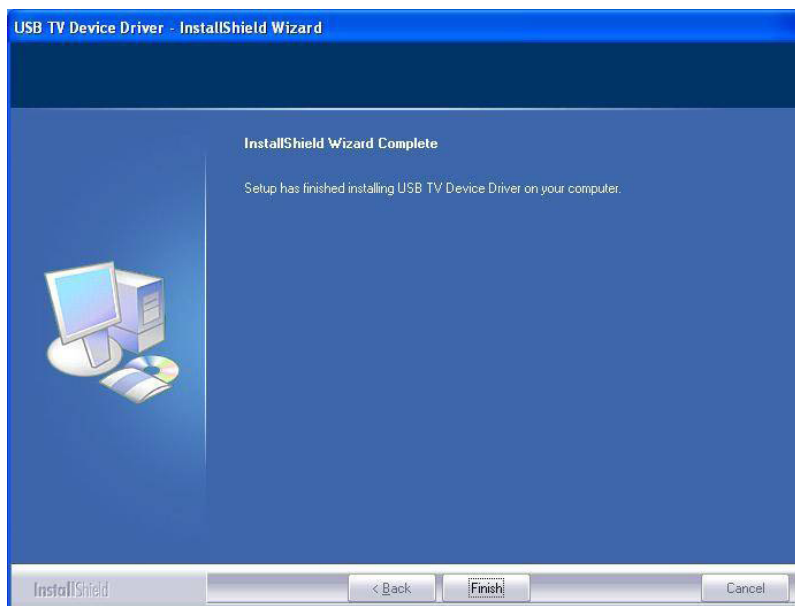 USB TV Device Driver - InstallShield Wizard
InstallShield Wizard Complete
Setup has finished installing USB TV Device Driver on your computer.
InstallShield
< Back
Finish
Cancel